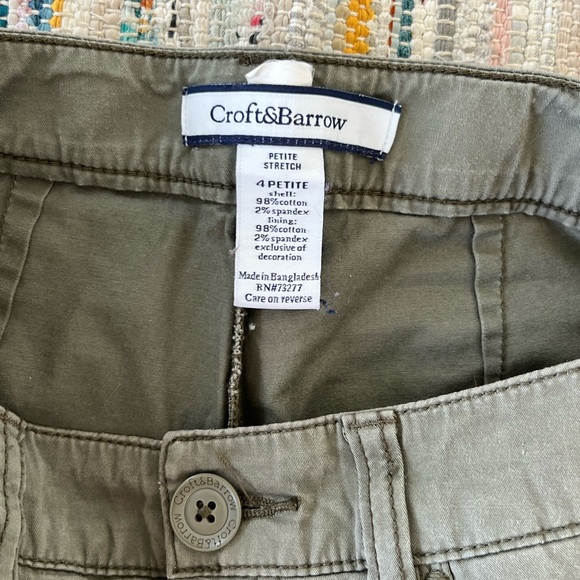 Croft&Barrow
PETITE
STRETCH
4 PETITE
shell:
98%cotton
2% spandex
lining:
98%cotton
2% spandex
exclusive of
decoration
Made in Bangladesh
RN#73277
Care on reverse
Croft&Barrow Croft&Barrow